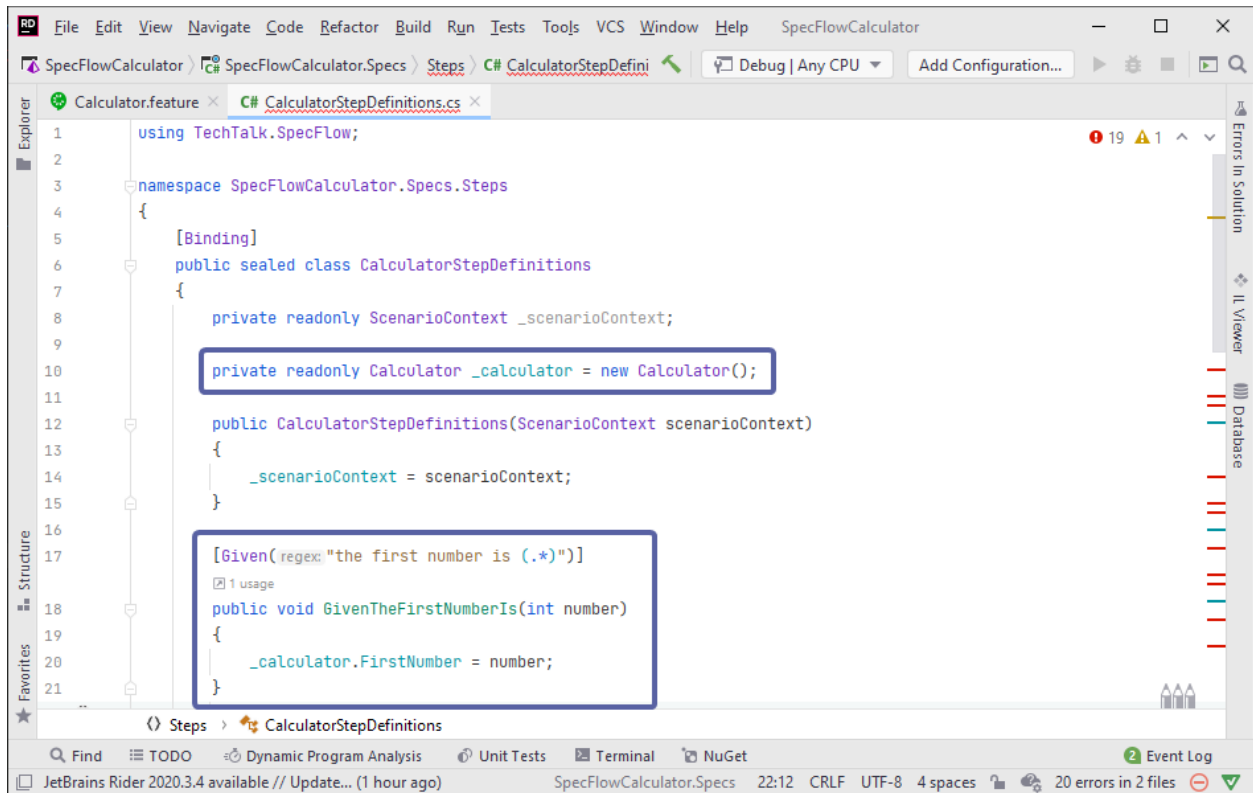 RD File Edit View Navigate Code Refactor Build Run Tests Tools VCS Window Help SpecFlowCalculator
SpecFlowCalculator SpecFlowCalculator.Specs Steps C# CalculatorStepDefini Debug | Any CPU Add Configuration...
Calculator.feature C# CalculatorStepDefinitions.cs
Explorer
Structure
Favorites
1 using TechTalk.SpecFlow;
2
3 namespace SpecFlowCalculator.Specs.Steps
4 {
5 [Binding]
6 public sealed class CalculatorStepDefinitions
7 {
8 private readonly ScenarioContext _scenarioContext;
9
10 private readonly Calculator _calculator = new Calculator();
11
12 public CalculatorStepDefinitions(ScenarioContext scenarioContext)
13 {
14 _scenarioContext = scenarioContext;
15 }
16
17 [Given( regex: "the first number is (.*)")]
1 usage
18 public void GivenTheFirstNumberIs(int number)
19 {
20 _calculator.FirstNumber = number;
21 }
19 1
Errors In Solution
IL Viewer
Database
Steps CalculatorStepDefinitions
Find TODO Dynamic Program Analysis Unit Tests Terminal NuGet 2 Event Log
JetBrains Rider 2020.3.4 available // Update... (1 hour ago) SpecFlowCalculator.Specs 22:12 CRLF UTF-8 4 spaces 20 errors in 2 files